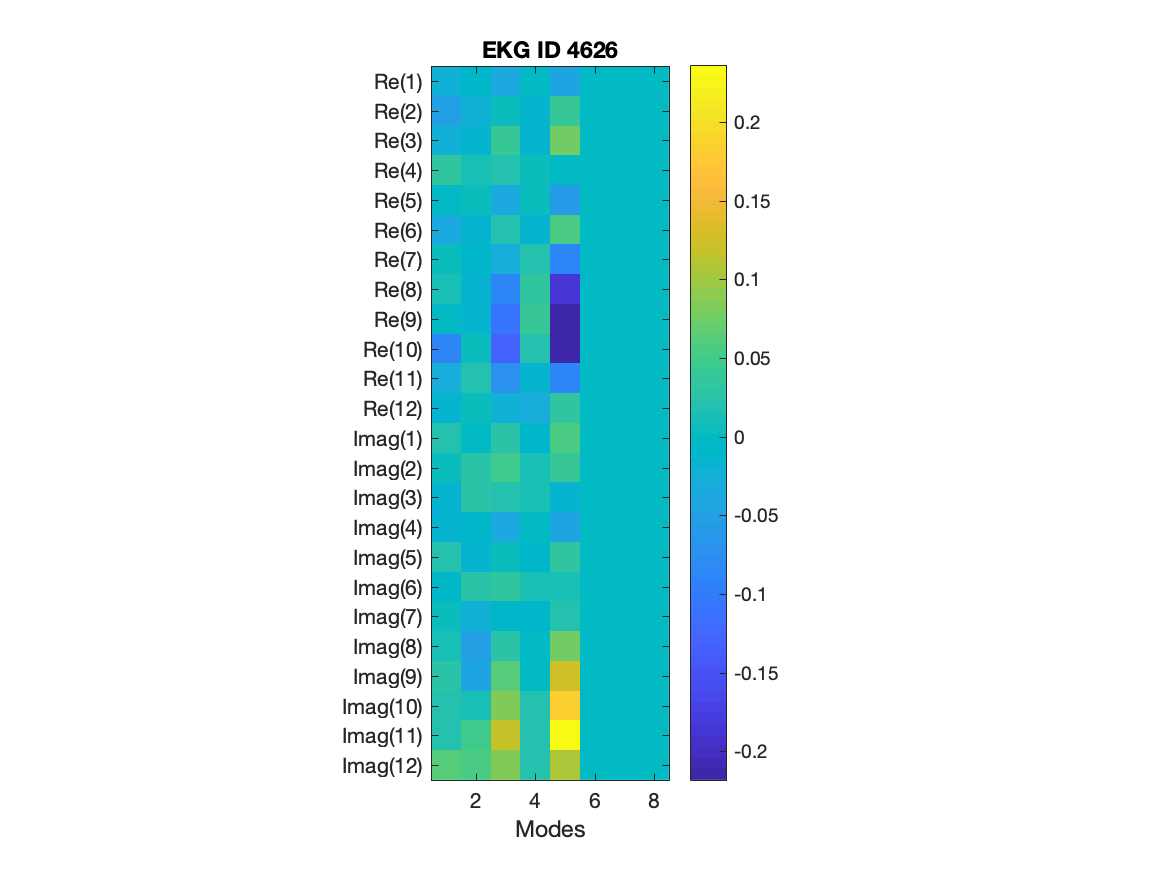 EKG ID 4626
Re(1)
Re(2)
Re(3)
Re(4)
Re(5)
Re(6)
Re(7)
Re(8)
Re(9)
Re(10)
Re(11)
Re(12)
Imag(1)
Imag(2)
Imag(3)
Imag(4)
Imag(5)
Imag(6)
Imag(7)
Imag(8)
Imag(9)
Imag(10)
Imag(11)
Imag(12)
2 4 6 8
Modes
0.2
0.15
0.1
0.05
0
-0.05
-0.1
-0.15
-0.2